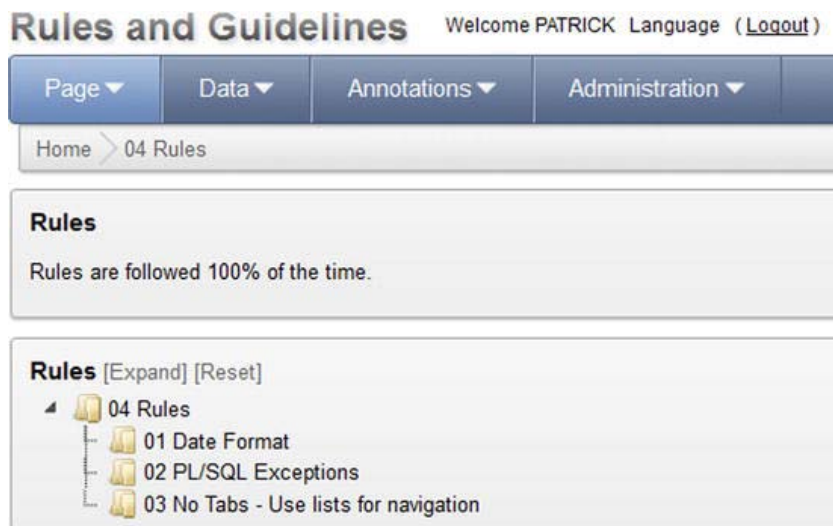 Rules and Guidelines Welcome PATRICK Language (Logout)
Page Data Annotations Administration
Home 04 Rules
Rules
Rules are followed 100% of the time.
Rules [Expand] [Reset]
04 Rules
01 Date Format
02 PL/SQL Exceptions
03 No Tabs - Use lists for navigation